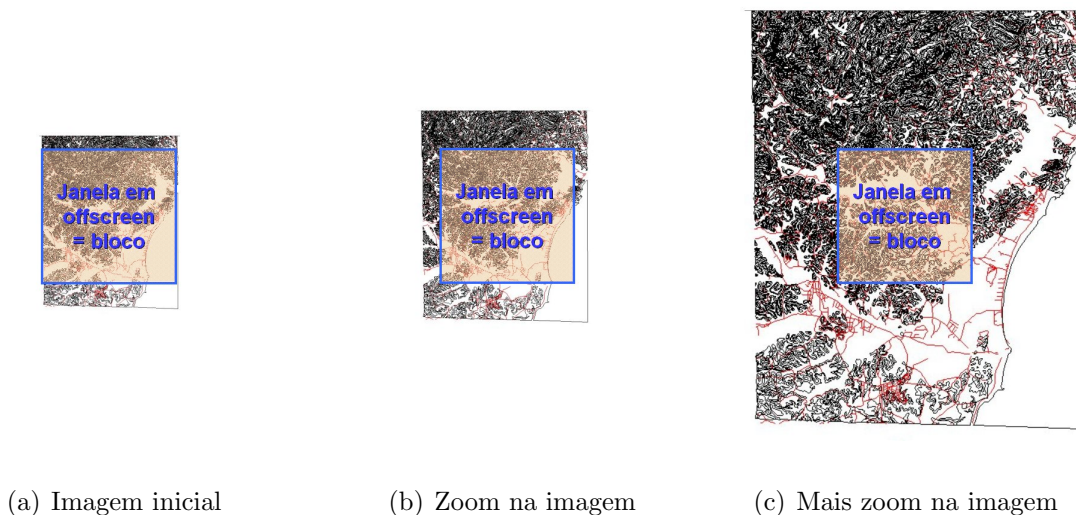 Janela em
offscreen
= bloco
Janela em
offscreen
= bloco
Janela em
offscreen
= bloco
(a) Imagem inicial
(b) Zoom na imagem
(c) Mais zoom na imagem